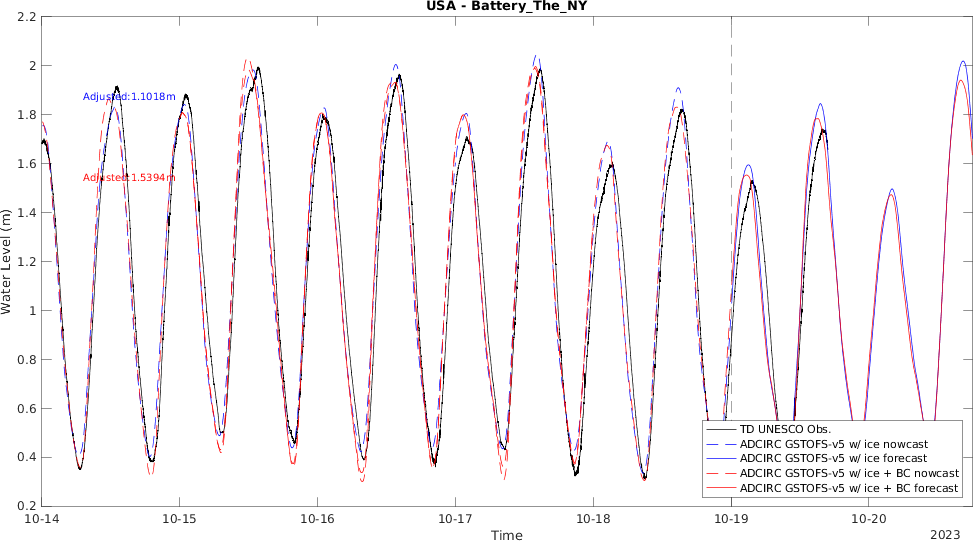 USA - Battery_The_NY
2.2
2
1.8
1.6
1.4
1.2
1
0.8
0.6
0.4
0.2
Water Level (m)
Adjusted:1.1018m
Adjusted:1.5394m
TD UNESCO Obs.
ADCIRC GSTOFS-v5 w/ ice nowcast
ADCIRC GSTOFS-v5 w/ ice forecast
ADCIRC GSTOFS-v5 w/ ice + BC nowcast
ADCIRC GSTOFS-v5 w/ ice + BC forecast
10-14 10-15 10-16 10-17 10-18 10-19 10-20
Time
2023